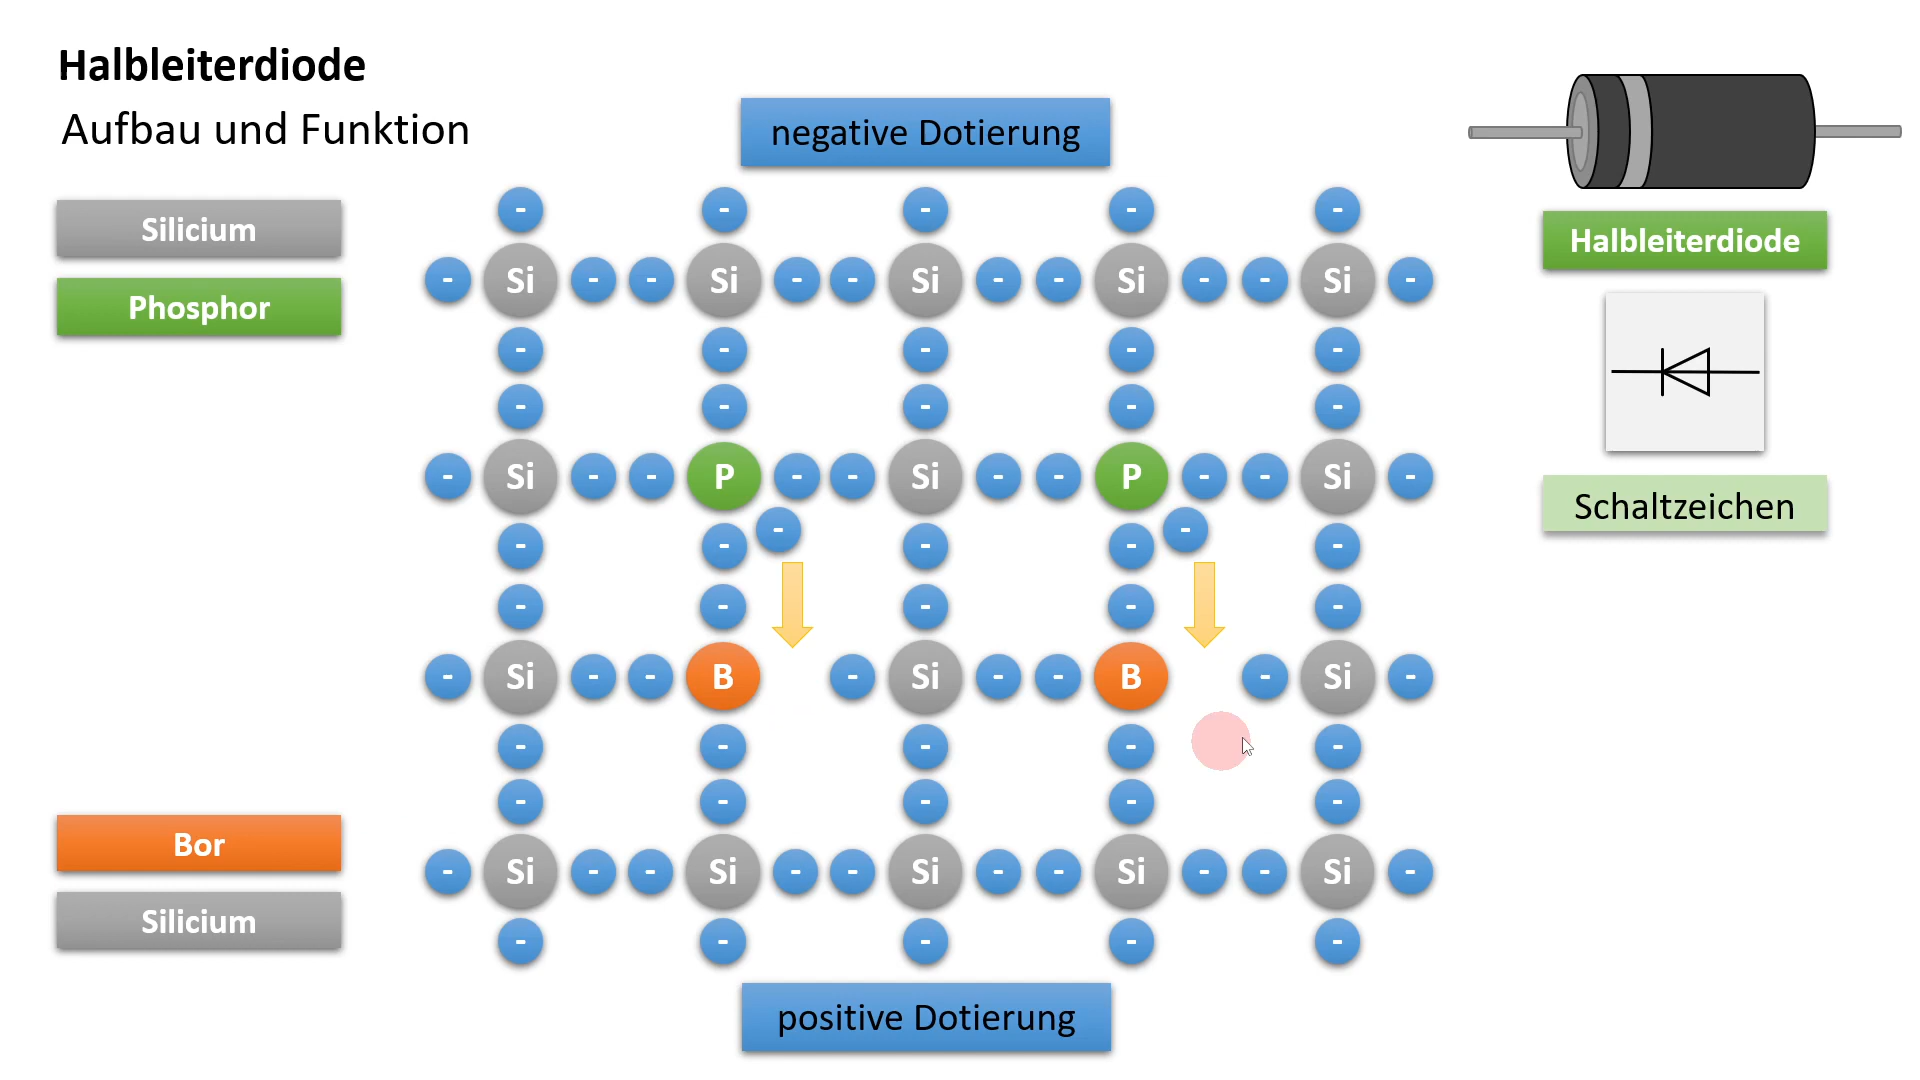 Halbleiterdiode
Aufbau und Funktion
negative Dotierung
Silicium
Phosphor
Halbleiterdiode
Schaltzeichen
- - - - -
- Si - - Si - - Si - - Si - - Si -
- - - - -
- - - - -
- Si - - P - - Si - - P - - Si -
- - - - - - -
- - - - -
- Si - - B - Si - - B - Si -
- - - - -
- - - - -
- Si - - Si - - Si - - Si - - Si -
- - - - -
Bor
Silicium
positive Dotierung